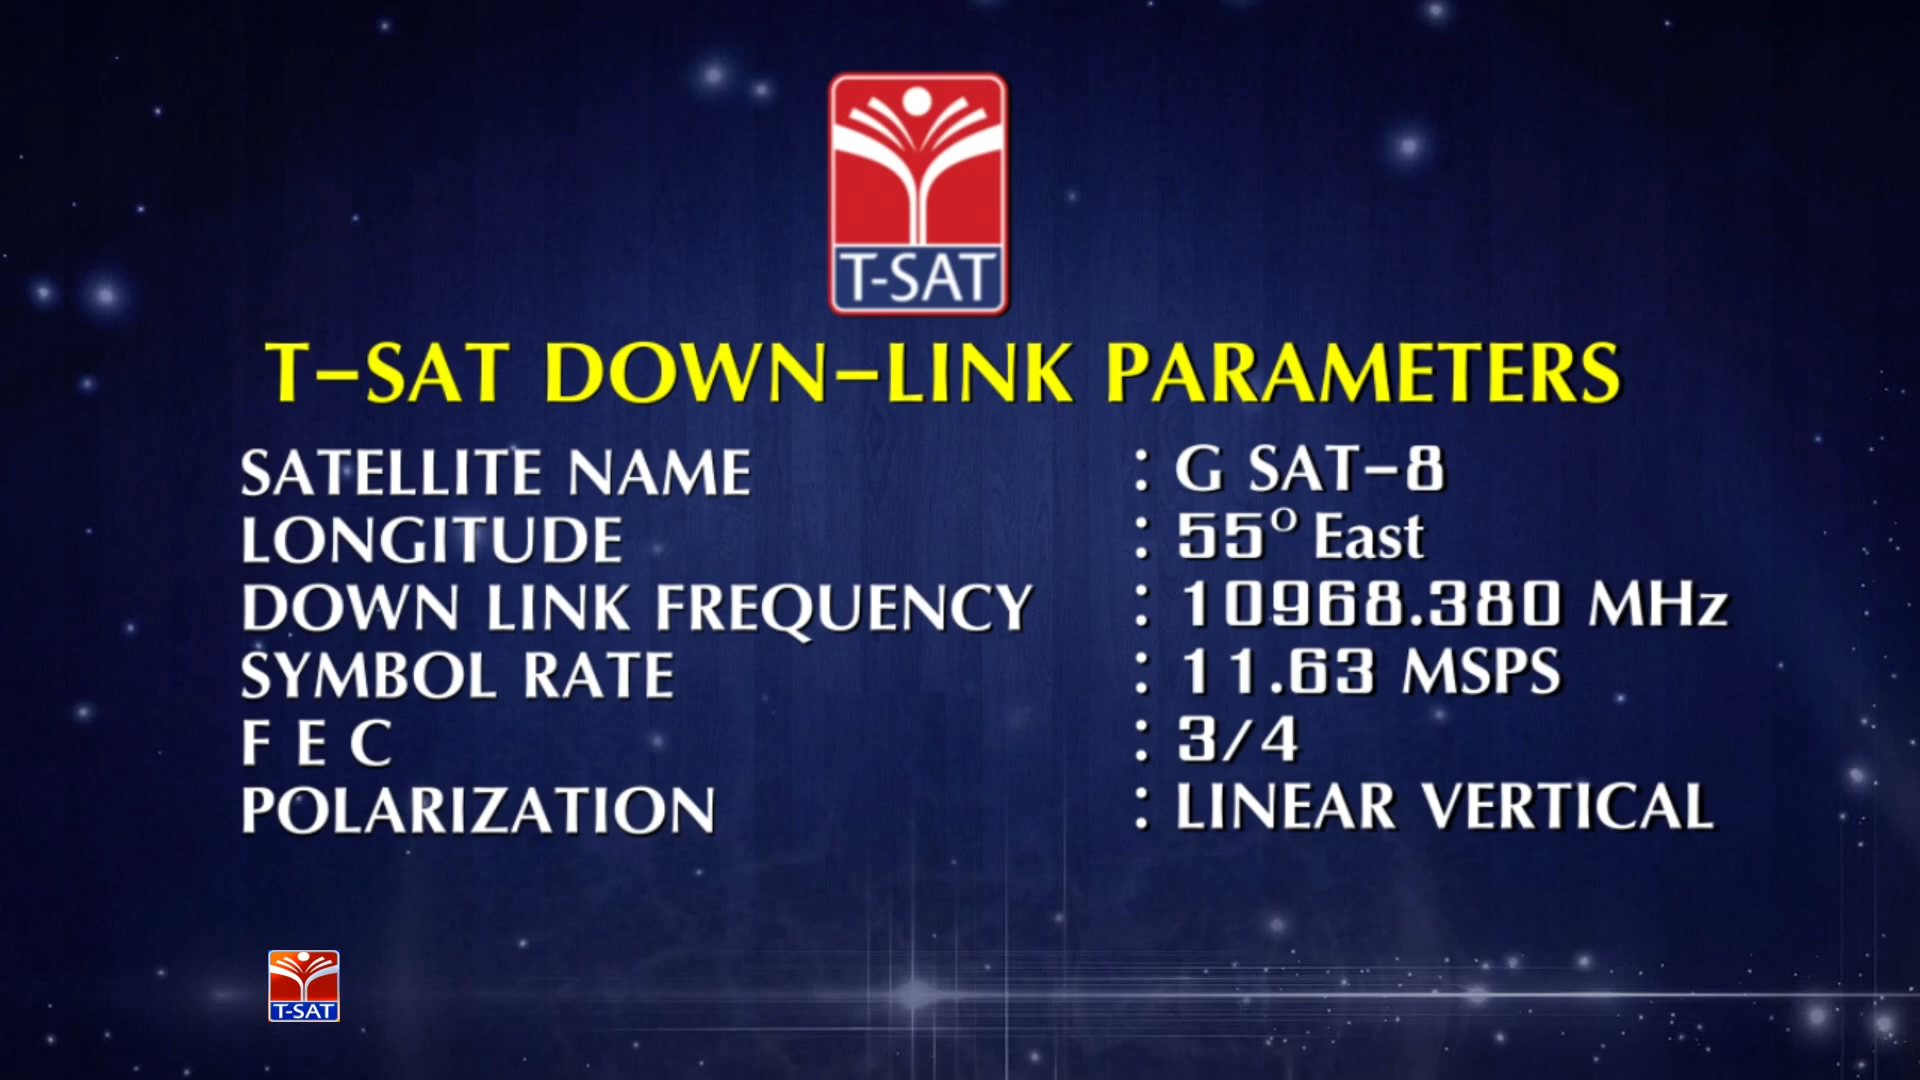 T-SAT
T-SAT DOWN-LINK PARAMETERS
SATELLITE NAME : G SAT-8
LONGITUDE : 55° East
DOWN LINK FREQUENCY : 10968.380 MHz
SYMBOL RATE : 11.63 MSPS
F E C : 3/4
POLARIZATION : LINEAR VERTICAL
T-SAT